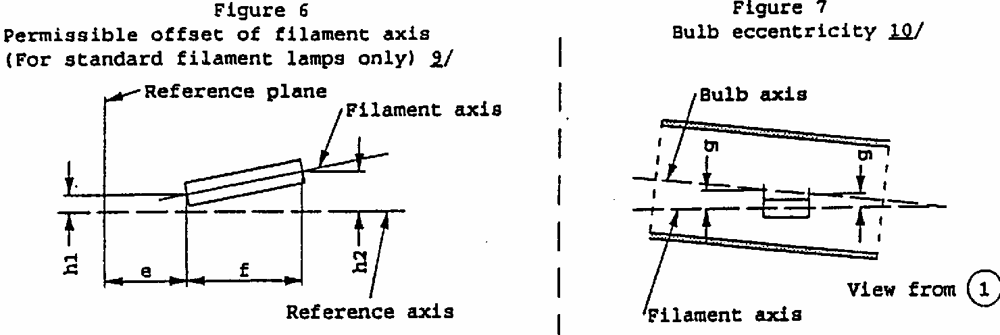 Figure 6
Permissible offset of filament axis
(For standard filament lamps only) 9/
Reference plane
Filament axis
h1
e
f
h2
Reference axis
Figure 7
Bulb eccentricity 10/
Bulb axis
g
g
View from 1
Filament axis